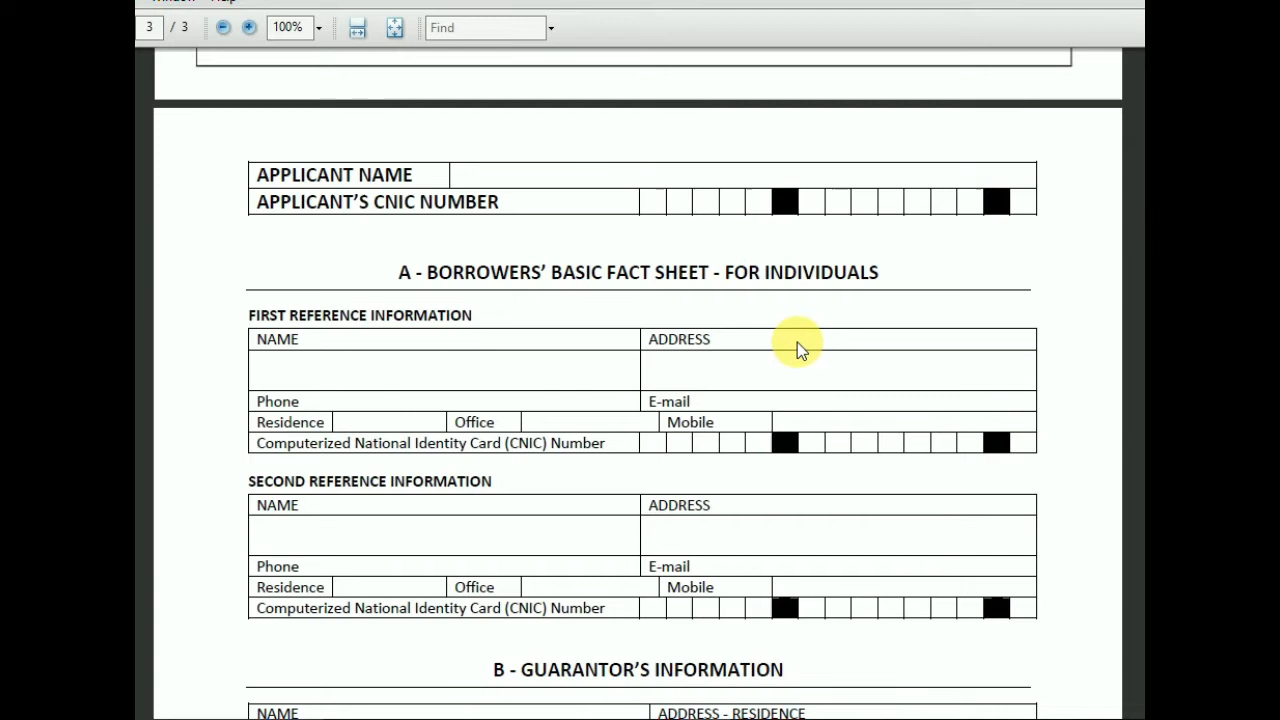 3 / 3 100% Find
APPLICANT NAME
APPLICANT'S CNIC NUMBER
A - BORROWERS' BASIC FACT SHEET - FOR INDIVIDUALS
FIRST REFERENCE INFORMATION
NAME ADDRESS
Phone E-mail
Residence Office Mobile
Computerized National Identity Card (CNIC) Number
SECOND REFERENCE INFORMATION
NAME ADDRESS
Phone E-mail
Residence Office Mobile
Computerized National Identity Card (CNIC) Number
B - GUARANTOR'S INFORMATION
NAME ADDRESS - RESIDENCE